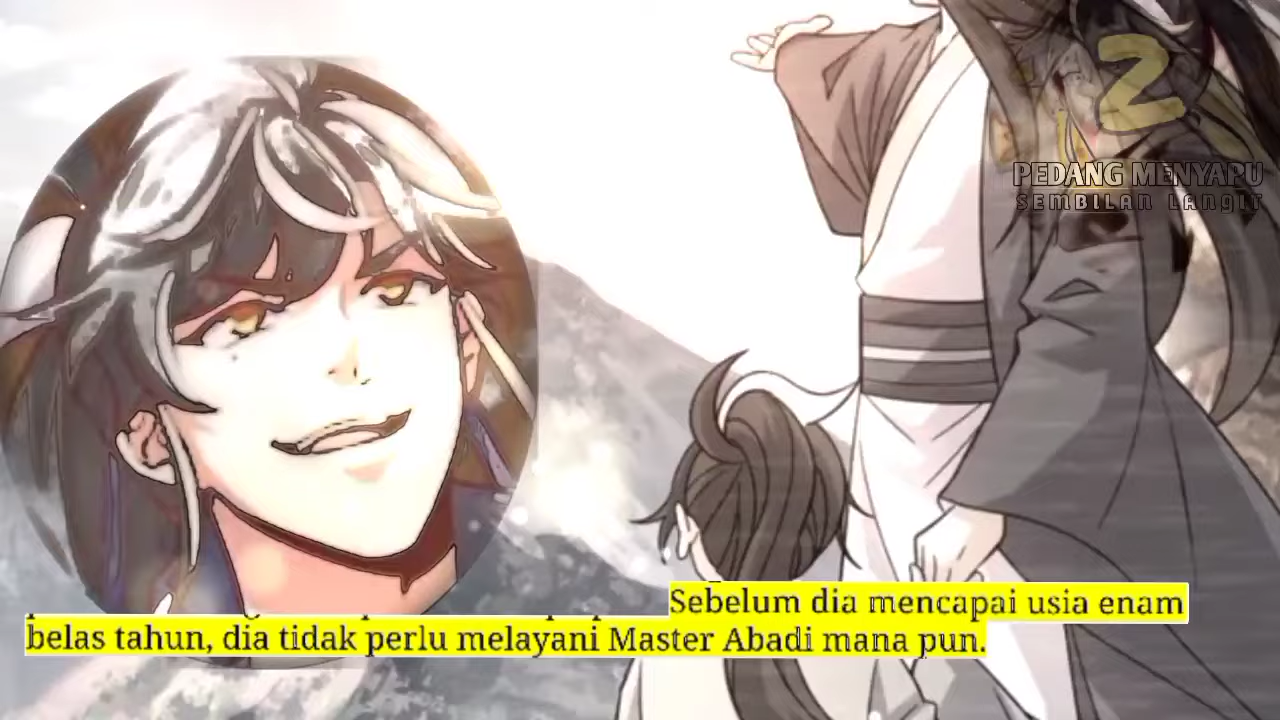 Z
PEDANG MENYAPU
SEMBILAN LANGIT
Sebelum dia mencapai usia enam
belas tahun, dia tidak perlu melayani Master Abadi mana pun.